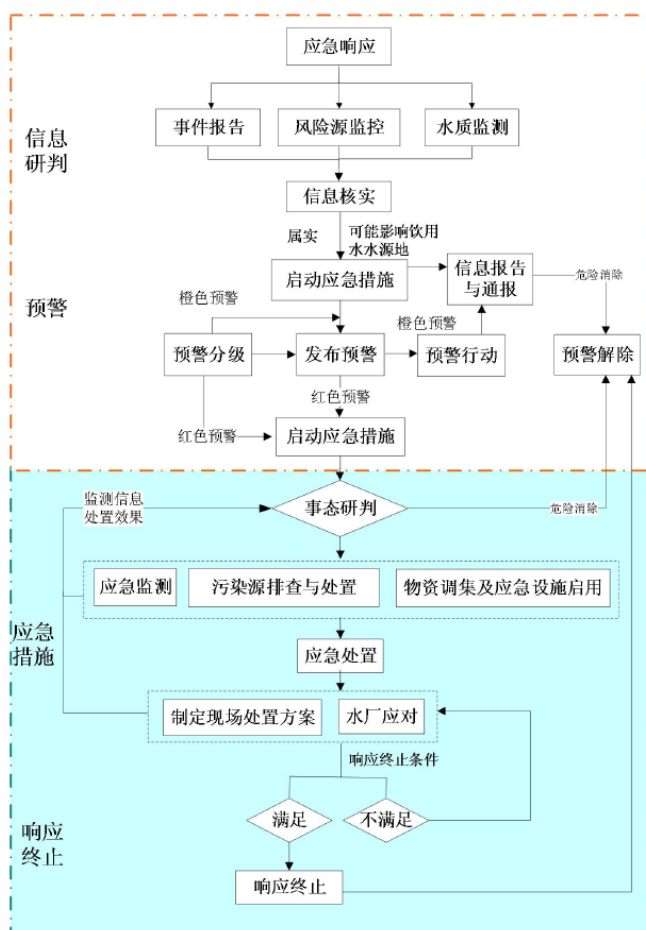 应急响应
事件报告
风险源监控
水质监测
信息
研判
信息核实
属实
可能影响饮用
水水源地
启动应急措施
信息报告
与通报
危险消除
预警
橙色预警
橙色预警
预警分级
发布预警
预警行动
预警解除
红色预警
红色预警
启动应急措施
监测信息
处置效果
事态研判
危险消除
应急监测
污染源排查与处置
物资调集及应急设施启用
应急
措施
应急处置
制定现场处置方案
水厂应对
响应终止条件
满足
不满足
响应
终止
响应终止